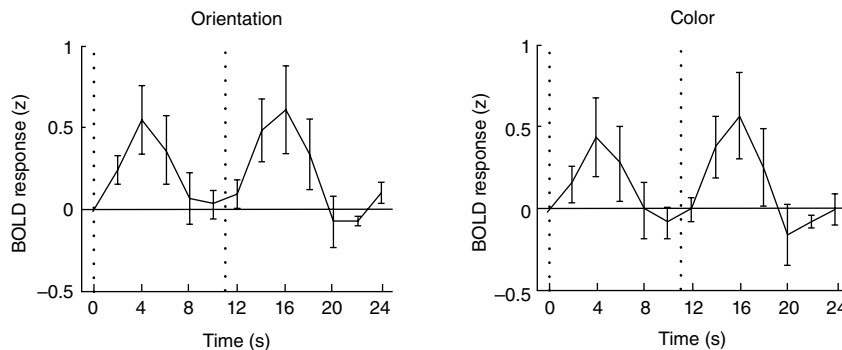 Orientation
1
0.5
0
–0.5
BOLD response (z)
0 4 8 12 16 20 24
Time (s)
Color
1
0.5
0
–0.5
BOLD response (z)
0 4 8 12 16 20 24
Time (s)